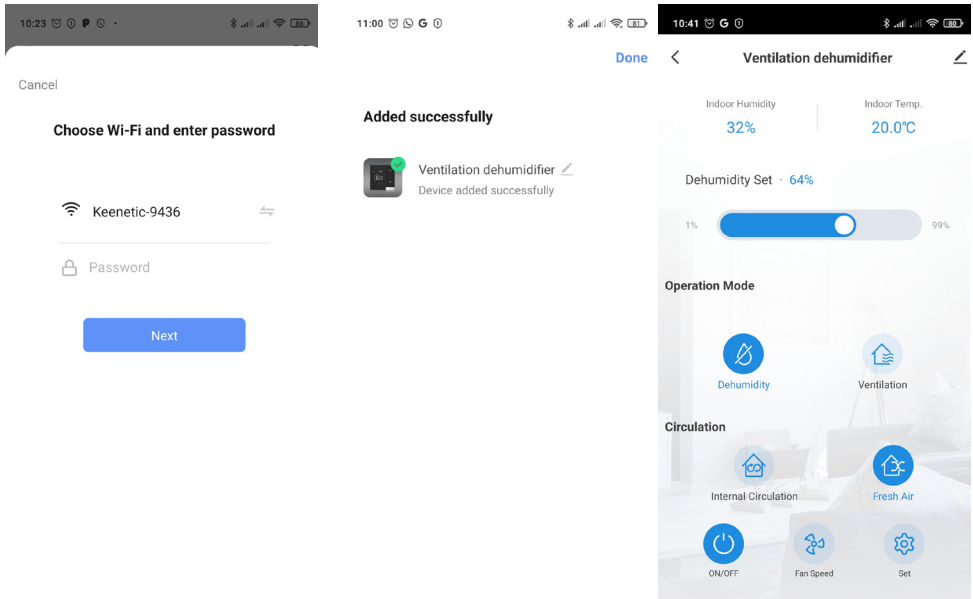 10:23
86
Cancel
Choose Wi-Fi and enter password
Keenetic-9436
Password
Next
11:00 G
81
Done
Added successfully
Ventilation dehumidifier
Device added successfully
10:41 G
80
Ventilation dehumidifier
Indoor Humidity
Indoor Temp.
32%
20.0℃
Dehumidity Set · 64%
1%
99%
Operation Mode
Dehumidity
Ventilation
Circulation
Internal Circulation
Fresh Air
ON/OFF
Fan Speed
Set